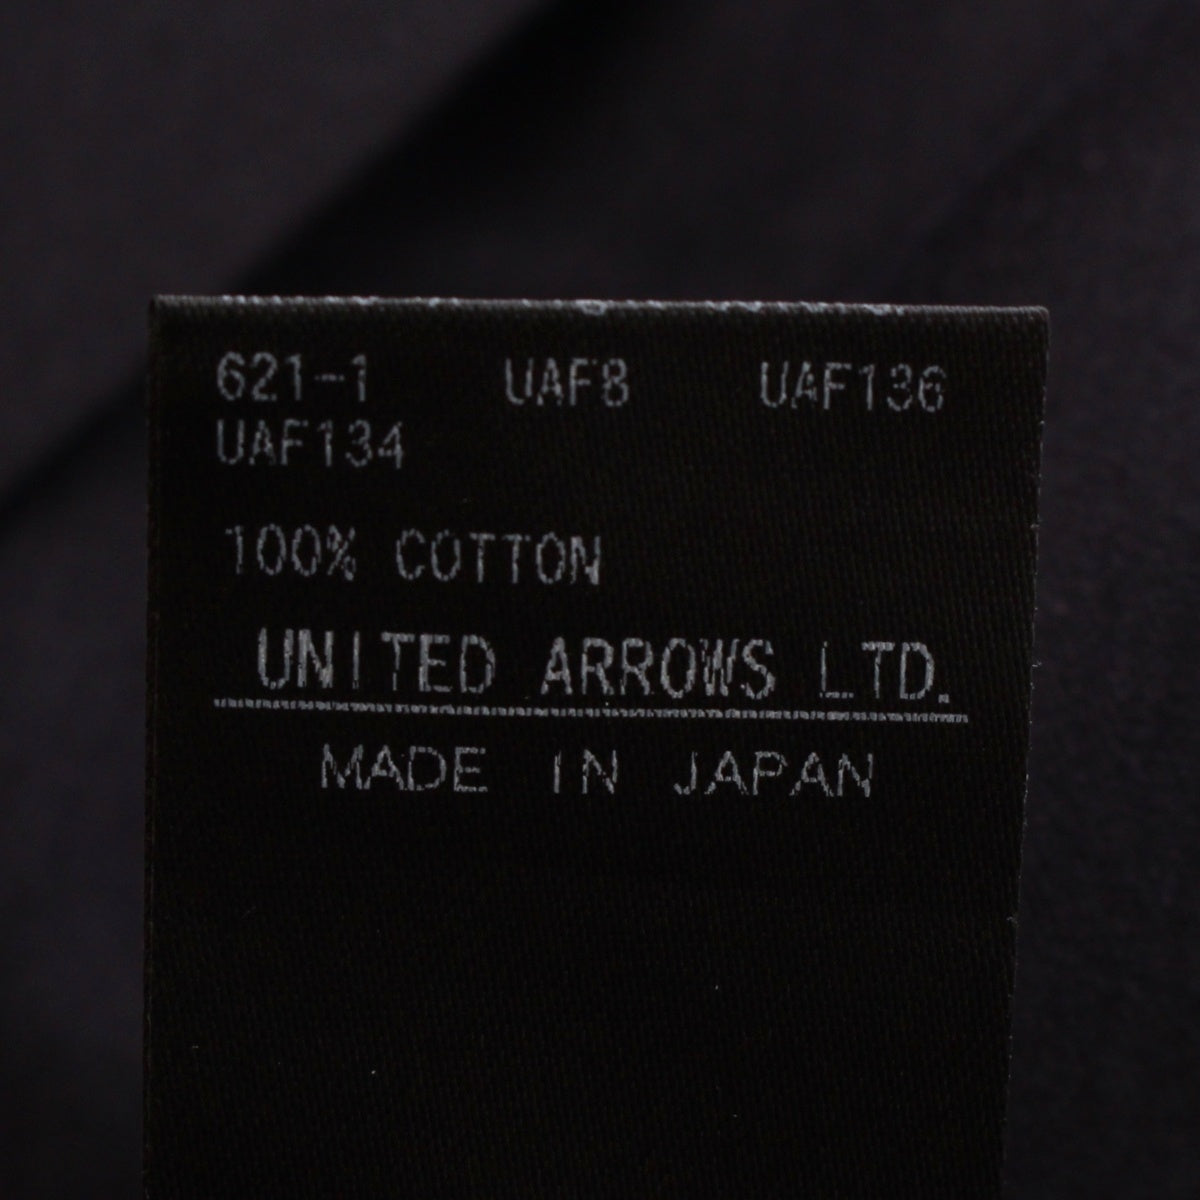 621-1 UAF8 UAF136
UAF134
100% COTTON
UNITED ARROWS LTD.
MADE IN JAPAN